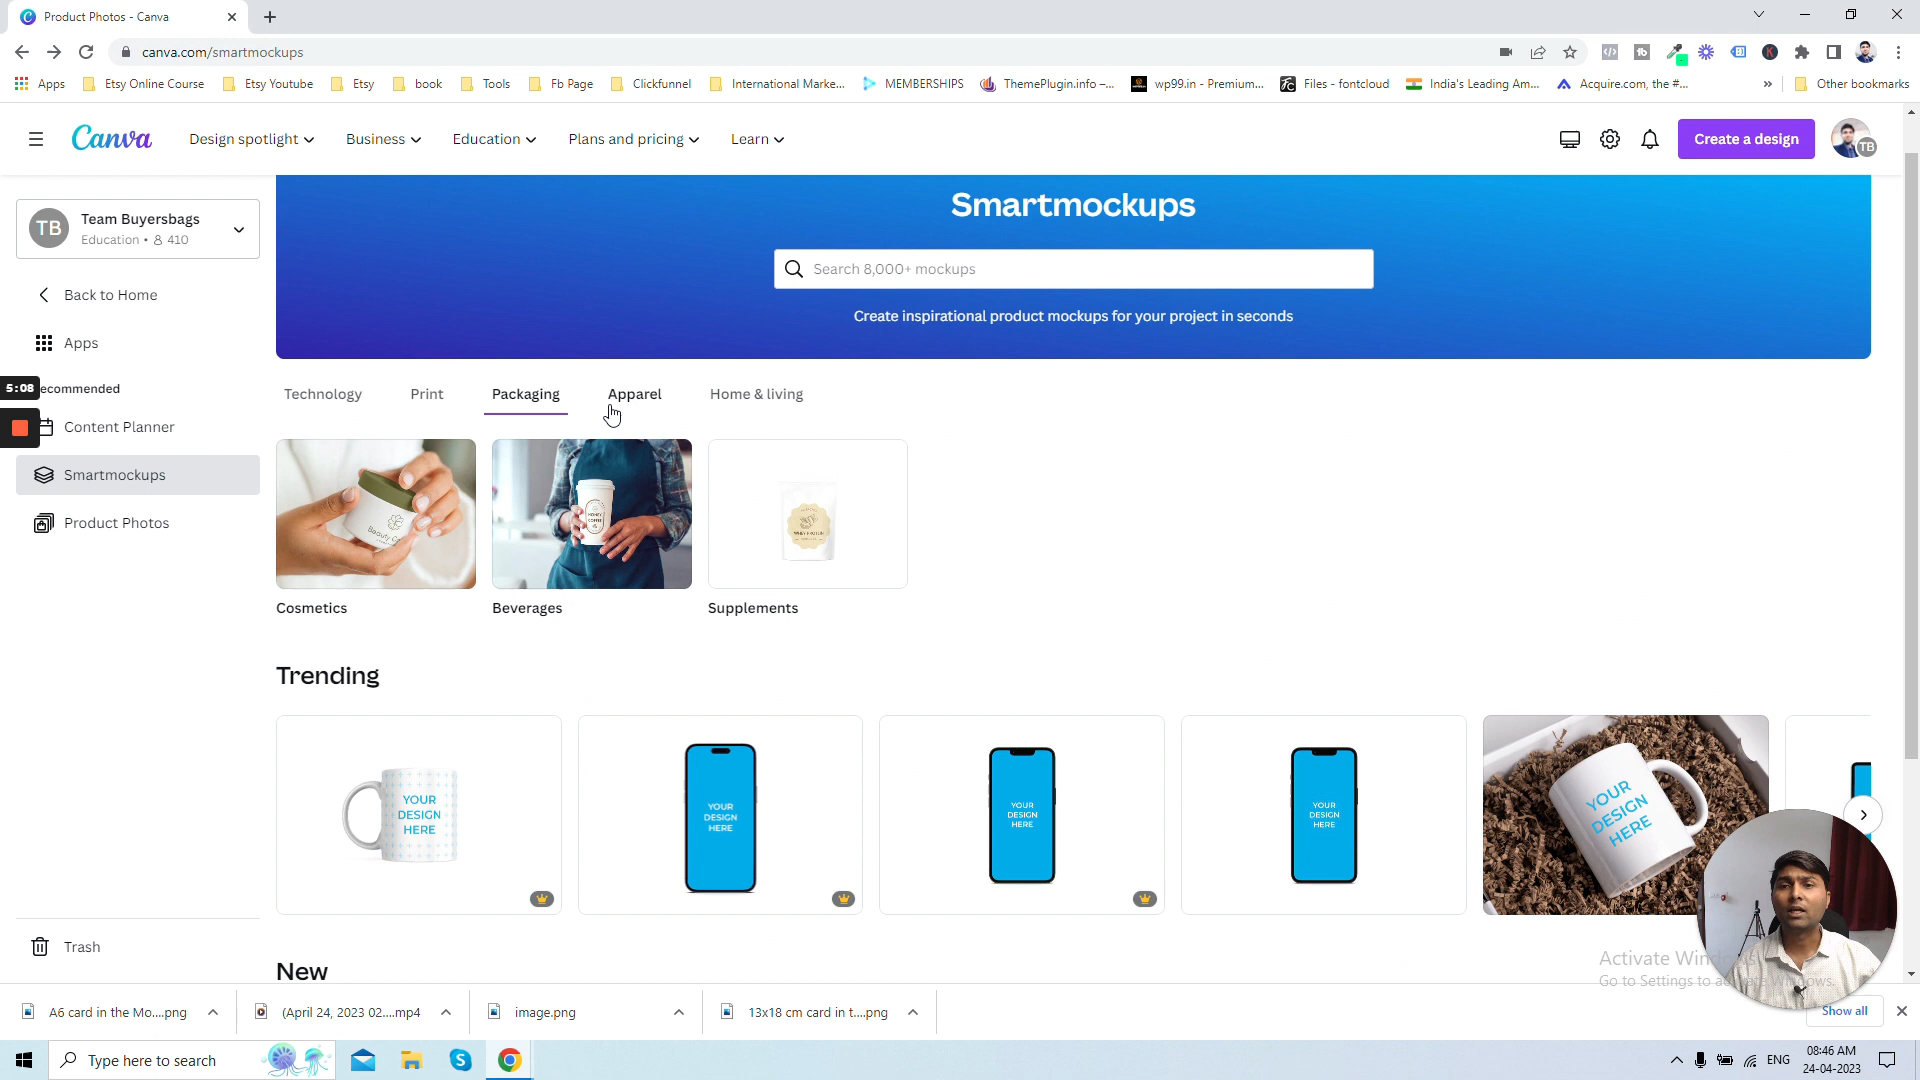 Product Photos - Canva
canva.com/smartmockups
Apps
Etsy Online Course
Etsy Youtube
Etsy
book
Tools
Fb Page
Clickfunnel
International Marke...
MEMBERSHIPS
ThemePlugin.info –...
wp99.in - Premium...
Files - fontcloud
India's Leading Am...
Acquire.com, the #...
»
Other bookmarks
Canva
Design spotlight
Business
Education
Plans and pricing
Learn
Create a design
TB
TB
Team Buyersbags
Education • 410
Back to Home
Apps
5:08
ecommended
Content Planner
Smartmockups
Product Photos
Trash
Smartmockups
Search 8,000+ mockups
Create inspirational product mockups for your project in seconds
Technology
Print
Packaging
Apparel
Home & living
HONEY
COFFEE
WHEY PROTEIN
Cosmetics
Beverages
Supplements
Trending
YOUR
DESIGN
HERE
YOUR
DESIGN
HERE
YOUR
DESIGN
HERE
YOUR
DESIGN
HERE
YOUR
DESIGN
HERE
New
Activate Wind
Go to Settings to a
ows.
A6 card in the Mo....png
(April 24, 2023 02....mp4
image.png
13x18 cm card in t....png
Show all
Type here to search
ENG
08:46 AM
24-04-2023